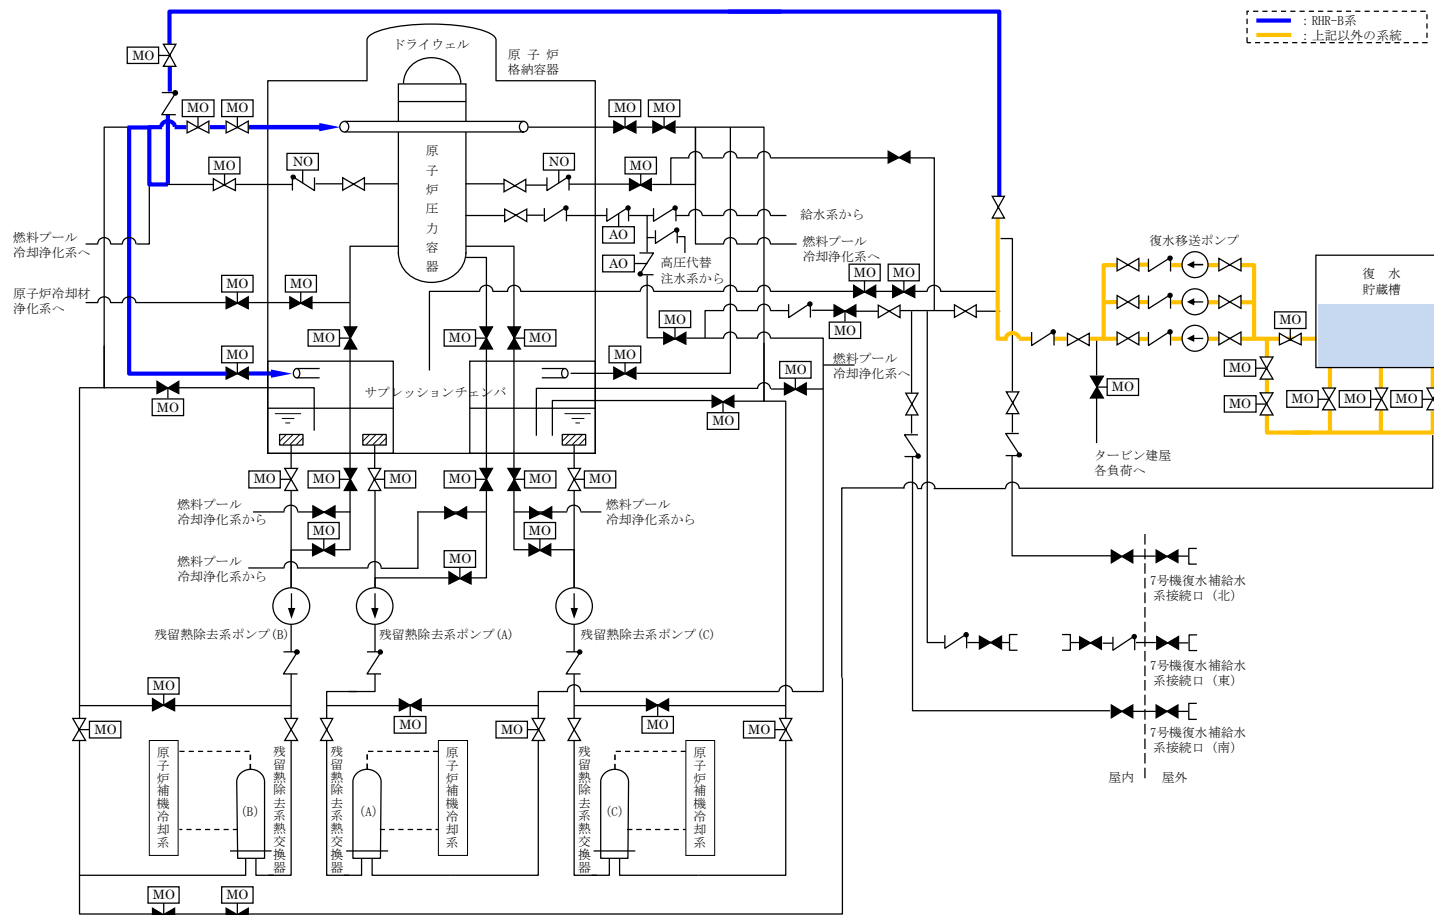 ：RHR-B系
：上記以外の系統
MO
ドライウェル
原 子 炉
格納容器
MO
MO
MO
MO
MO
NO
NO
MO
原子炉圧力容器
給水系から
AO
AO
高圧代替
注水系から
燃料プール
冷却浄化系へ
燃料プール
冷却浄化系へ
原子炉冷却材
浄化系へ
MO
MO
MO
MO
復水移送ポンプ
復 水
貯蔵槽
MO
MO
MO
MO
MO
MO
MO
MO
MO
燃料プール
冷却浄化系へ
サプレッションチェンバ
MO
MO
MO
MO
MO
MO
MO
MO
MO
タービン建屋
各負荷へ
MO
MO
MO
MO
MO
MO
燃料プール
冷却浄化系から
燃料プール
冷却浄化系から
MO
MO
MO
燃料プール
冷却浄化系から
7号機復水補給水
系接続口（北）
残留熱除去系ポンプ(B)
残留熱除去系ポンプ(A)
残留熱除去系ポンプ(C)
7号機復水補給水
系接続口（東）
MO
MO
MO
MO
MO
MO
7号機復水補給水
系接続口（南）
屋内
屋外
原子炉補機冷却系
(B)
残留熱除去系熱交換器
残留熱除去系熱交換器
(A)
原子炉補機冷却系
残留熱除去系熱交換器
(C)
原子炉補機冷却系
MO
MO